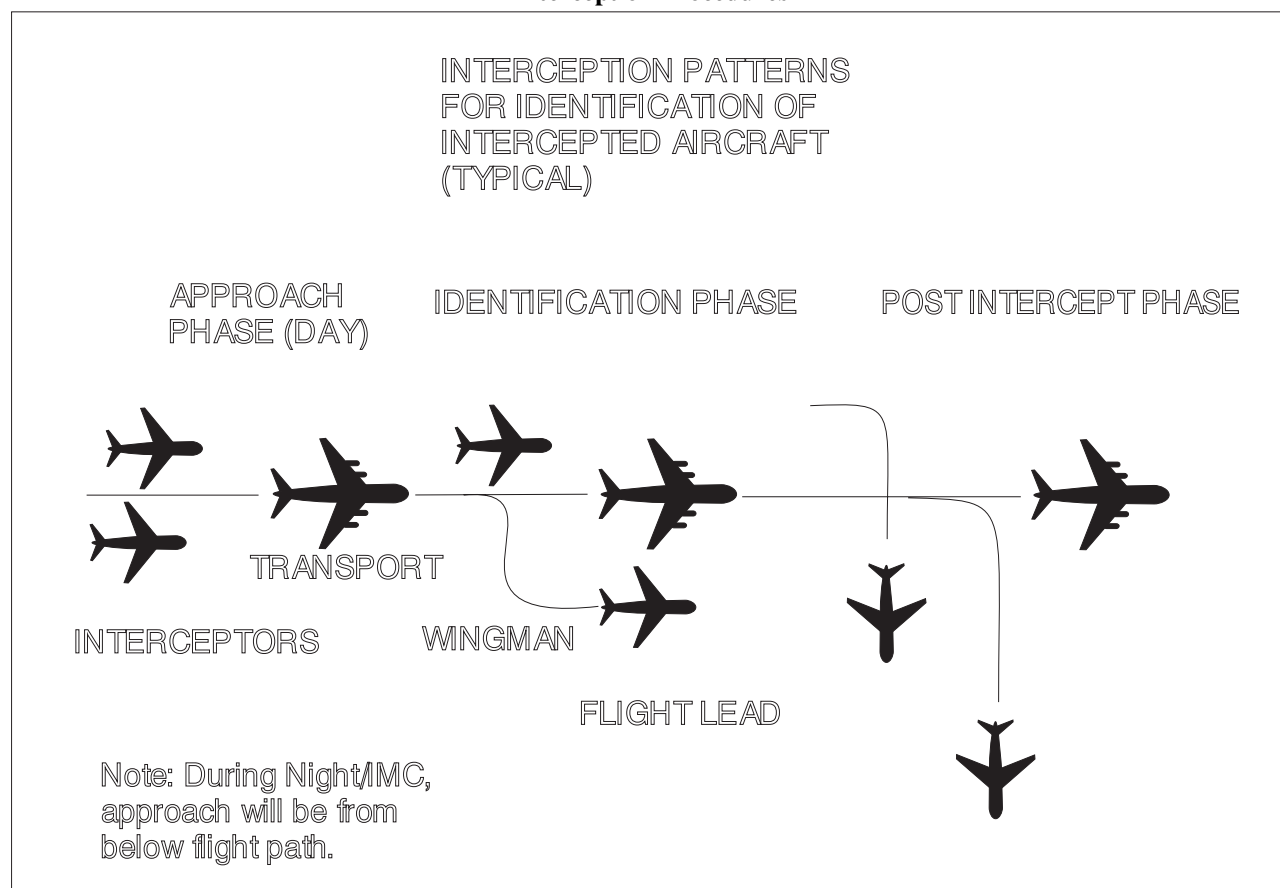 INTERCEPTION PATTERNS
FOR IDENTIFICATION OF
INTERCEPTED AIRCRAFT
(TYPICAL)
APPROACH
PHASE (DAY)
IDENTIFICATION PHASE
POST INTERCEPT PHASE
TRANSPORT
INTERCEPTORS
WINGMAN
FLIGHT LEAD
Note: During Night/IMC,
approach will be from
below flight path.